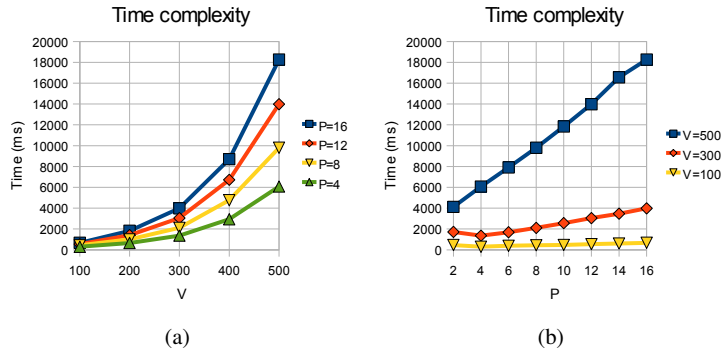 Time complexity
20000
18000
16000
14000
12000
10000
8000
6000
4000
2000
0
Time (ms)
100 200 300 400 500
V
P=16
P=12
P=8
P=4
(a)
Time complexity
20000
18000
16000
14000
12000
10000
8000
6000
4000
2000
0
Time (ms)
2 4 6 8 10 12 14 16
P
V=500
V=300
V=100
(b)